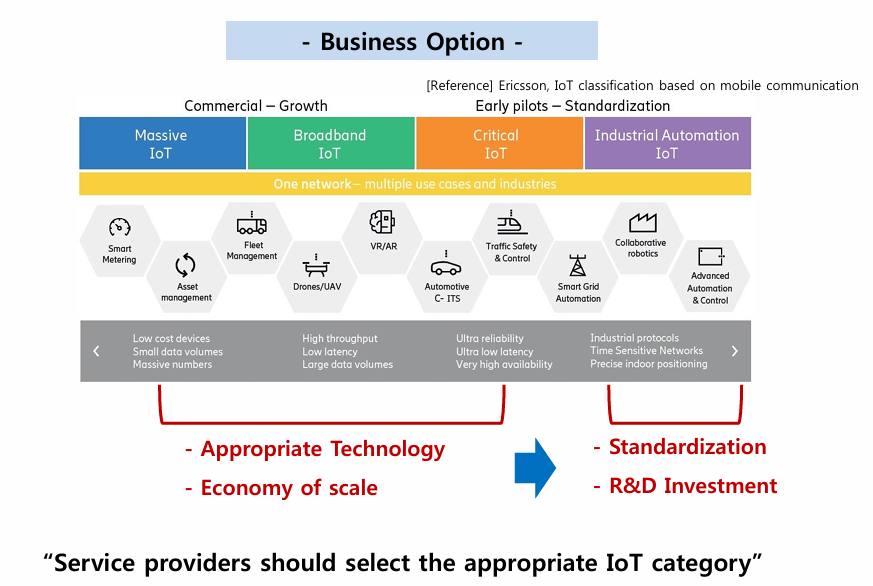 - Business Option -
[Reference] Ericsson, IoT classification based on mobile communication
Commercial – Growth
Early pilots – Standardization
Massive
IoT
Broadband
IoT
Critical
IoT
Industrial Automation
IoT
One network – multiple use cases and industries
Smart
Metering
Asset
management
Fleet
Management
Drones/UAV
VR/AR
Automotive
C- ITS
Traffic Safety
& Control
Smart Grid
Automation
Collaborative
robotics
Advanced
Automation
& Control
Low cost devices
Small data volumes
Massive numbers
High throughput
Low latency
Large data volumes
Ultra reliability
Ultra low latency
Very high availability
Industrial protocols
Time Sensitive Networks
Precise indoor positioning
- Appropriate Technology
- Economy of scale
- Standardization
- R&D Investment
“Service providers should select the appropriate IoT category”